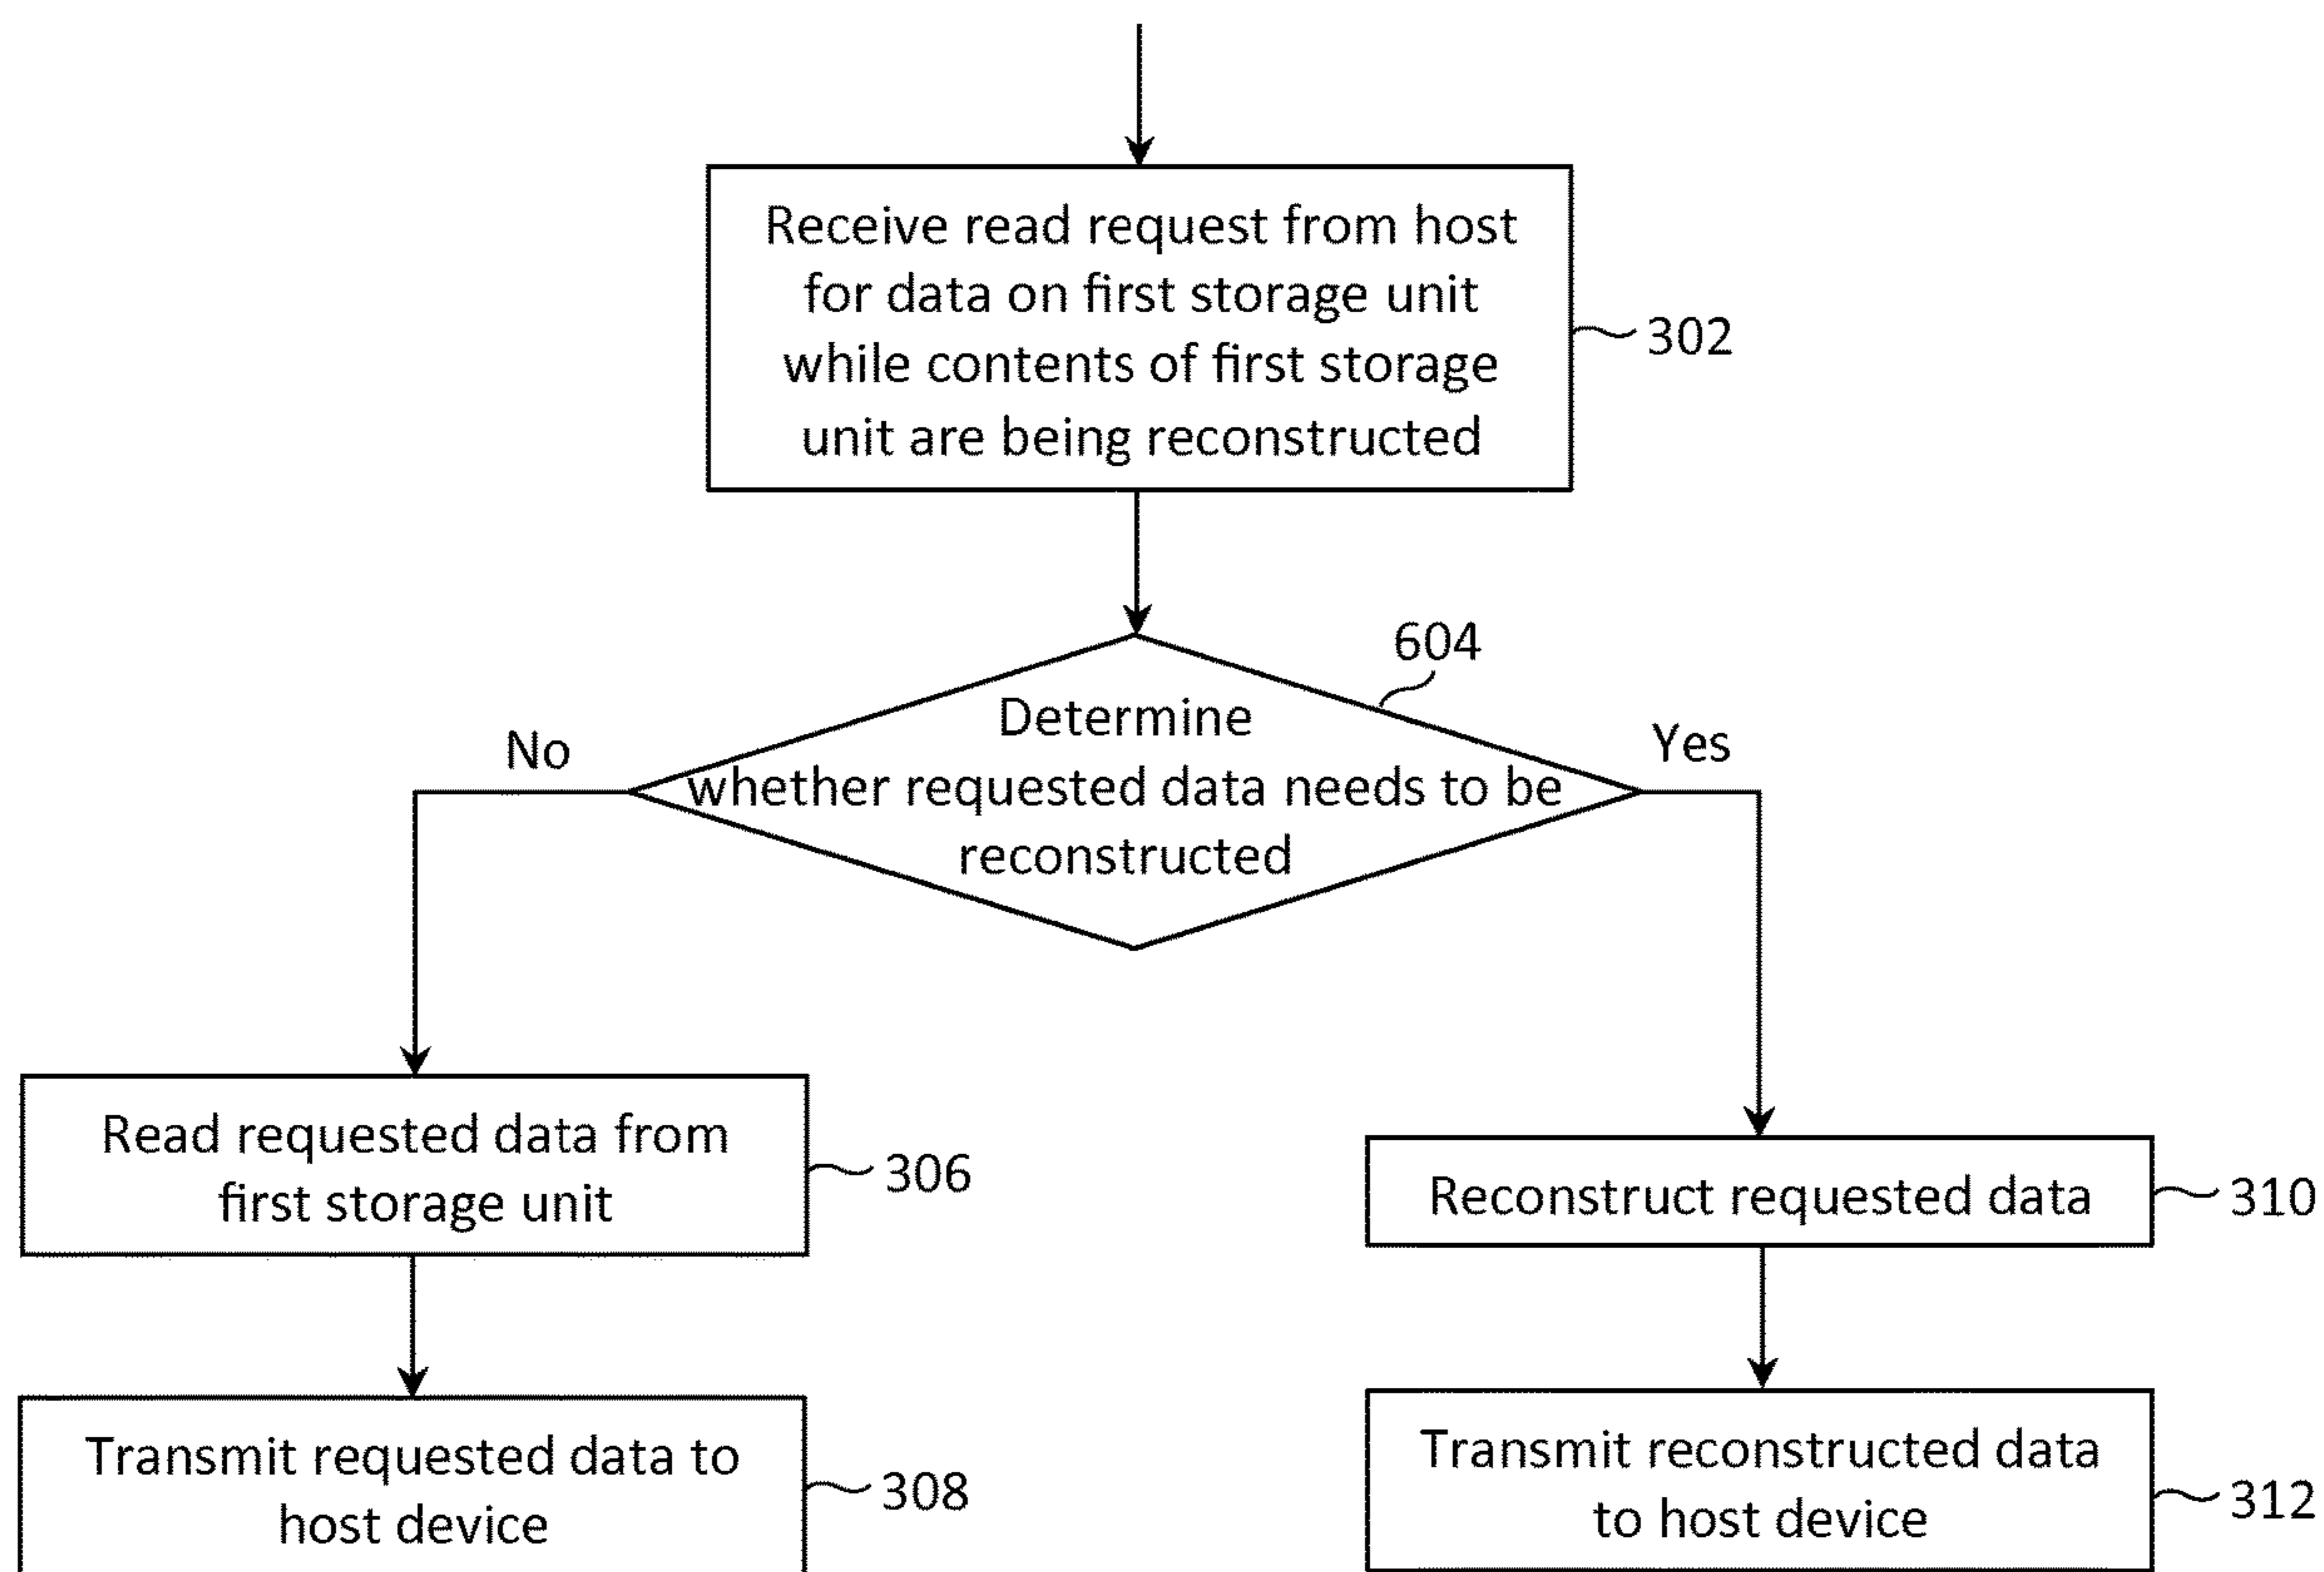 Receive read request from host
for data on first storage unit
while contents of first storage
unit are being reconstructed
302
604
Determine
whether requested data needs to be
reconstructed
No
Yes
Read requested data from
first storage unit
306
Reconstruct requested data
310
Transmit requested data to
host device
308
Transmit reconstructed data
to host device
312